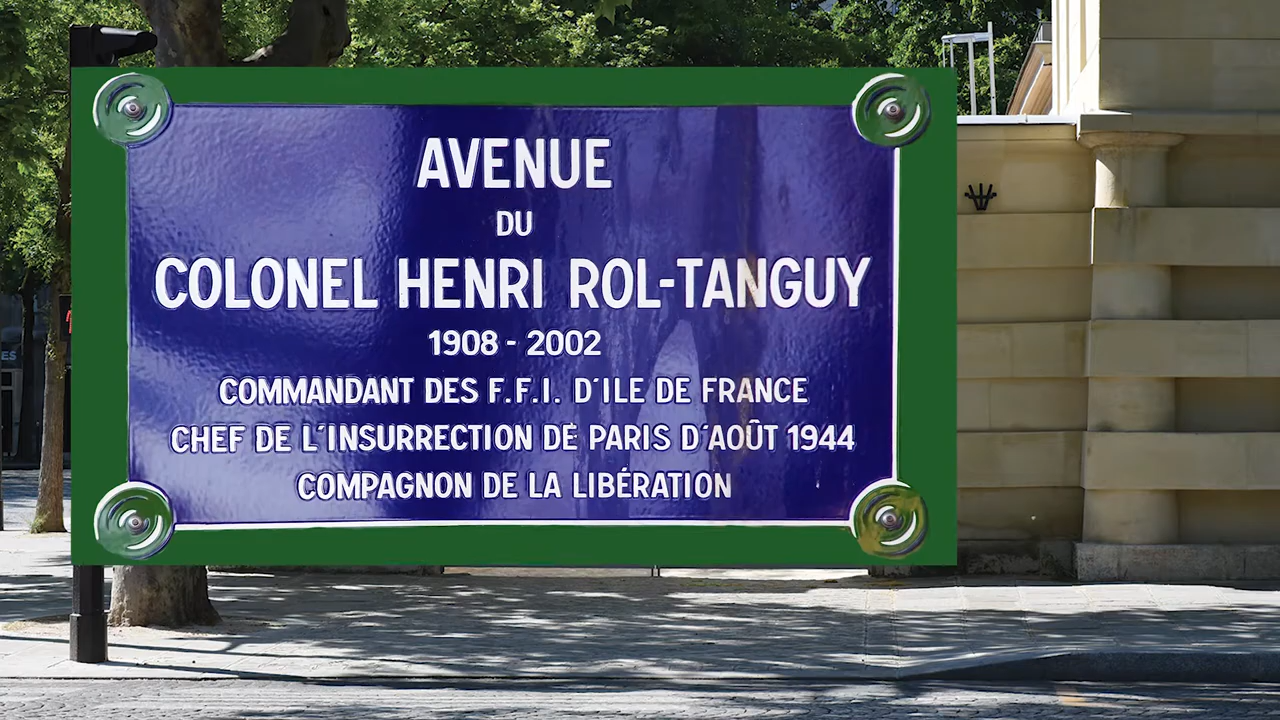 AVENUE
DU
COLONEL HENRI ROL-TANGUY
1908 - 2002
COMMANDANT DES F.F.I. D'ILE DE FRANCE
CHEF DE L'INSURRECTION DE PARIS D'AOÛT 1944
COMPAGNON DE LA LIBÉRATION